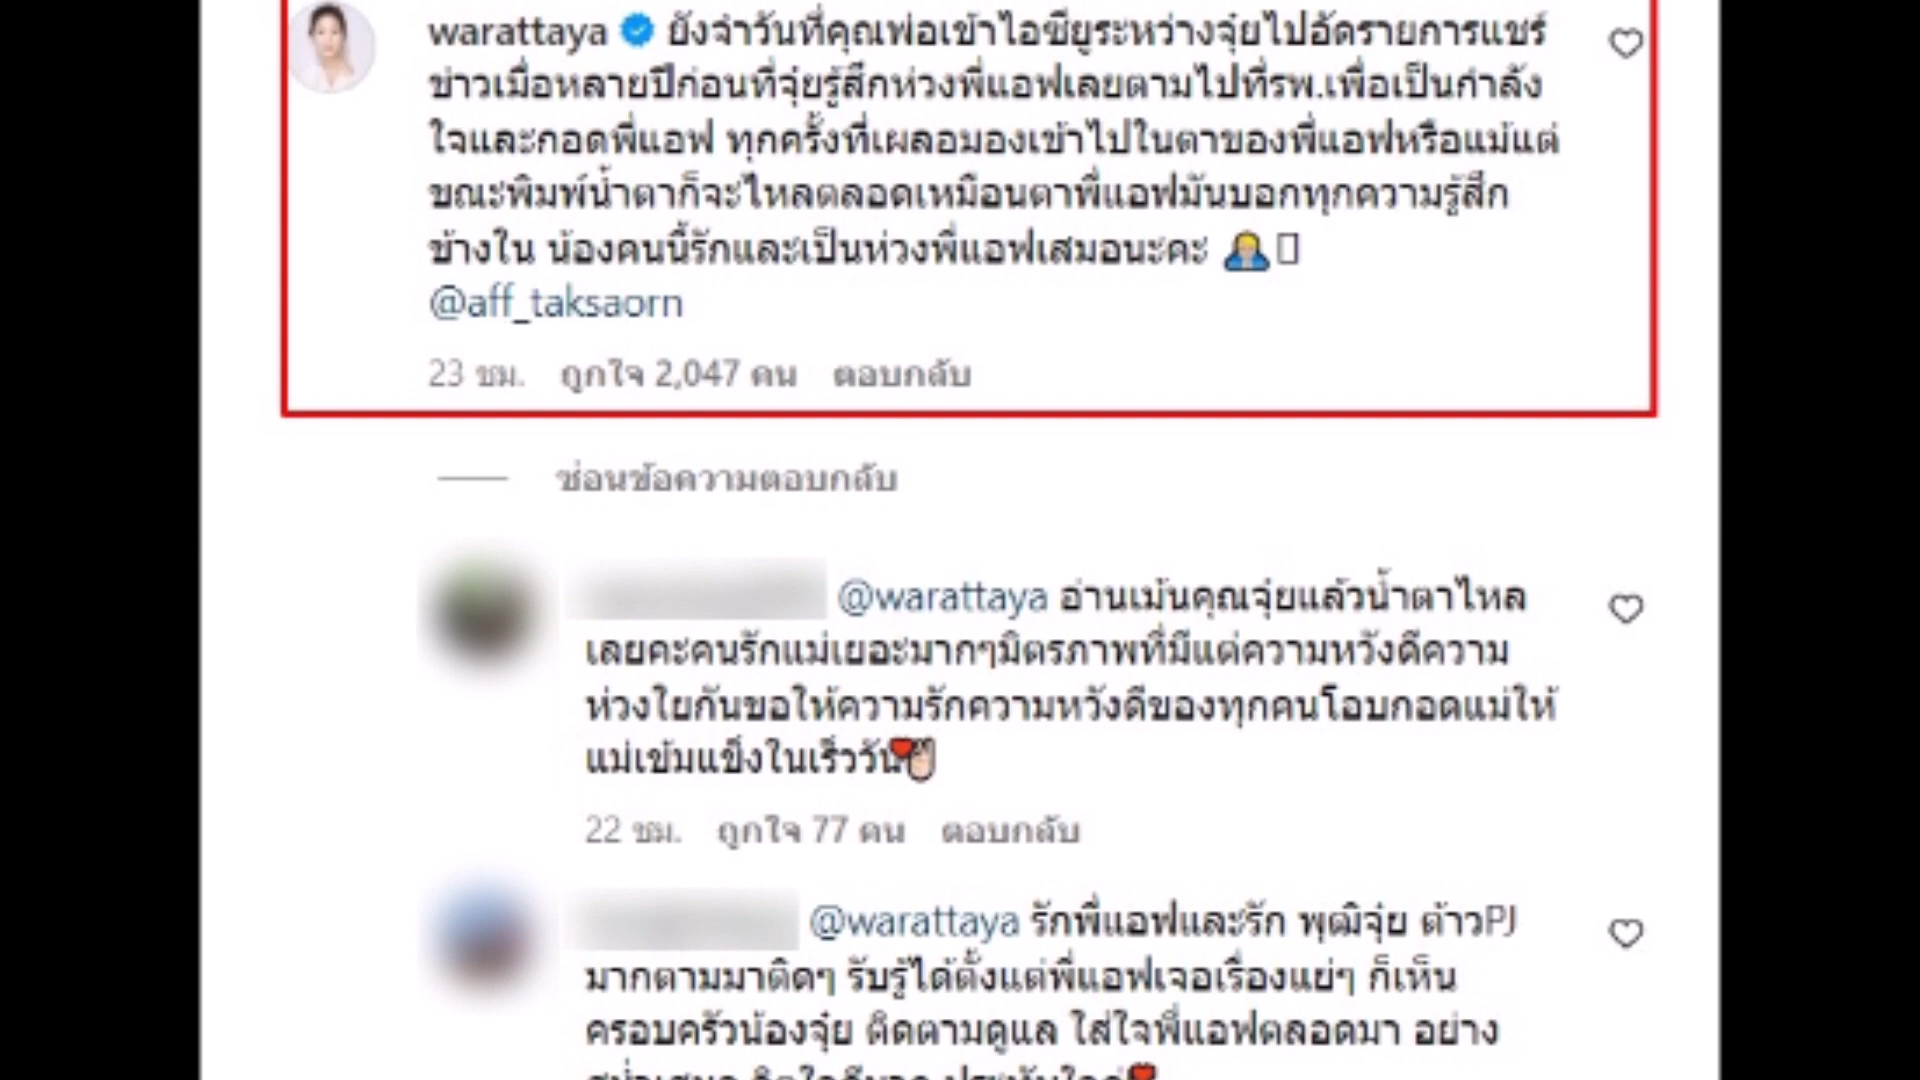 warattaya ยังจำวันที่คุณพ่อเข้าไอซียูระหว่างจุ๋ยไปอัดรายการแชร์
ข่าวเมื่อหลายปีก่อนที่จุ๋ยรู้สึกห่วงพี่แอฟเลยตามไปที่รพ.เพื่อเป็นกำลัง
ใจและกอดพี่แอฟ ทุกครั้งที่เผลอมองเข้าไปในตาของพี่แอฟหรือแม้แต่
ขณะพิมพ์น้ำตาก็จะไหลตลอดเหมือนตาพี่แอฟมันบอกทุกความรู้สึก
ข้างใน น้องคนนี้รักและเป็นห่วงพี่แอฟเสมอนะคะ
@aff_taksaorn
23 ชม. ถูกใจ 2,047 คน ตอบกลับ
ซ่อนข้อความตอบกลับ
@warattaya อ่านเม้นคุณจุ๋ยแล้วน้ำตาไหล
เลยคะคนรักแม่เยอะมากๆมิตรภาพที่มีแต่ความหวังดีความ
ห่วงใยกันขอให้ความรักความหวังดีของทุกคนโอบกอดแม่ให้
แม่เข้มแข็งในเร็ววัน
22 ชม. ถูกใจ 77 คน ตอบกลับ
@warattaya รักพี่แอฟและรัก พุฒิจุ๋ย ต้าวPJ
มากตามมาติดๆ รับรู้ได้ตั้งแต่พี่แอฟเจอเรื่องแย่ๆ ก็เห็น
ครอบครัวน้องจุ๋ย ติดตามดูแล ใส่ใจพี่แอฟตลอดมา อย่าง